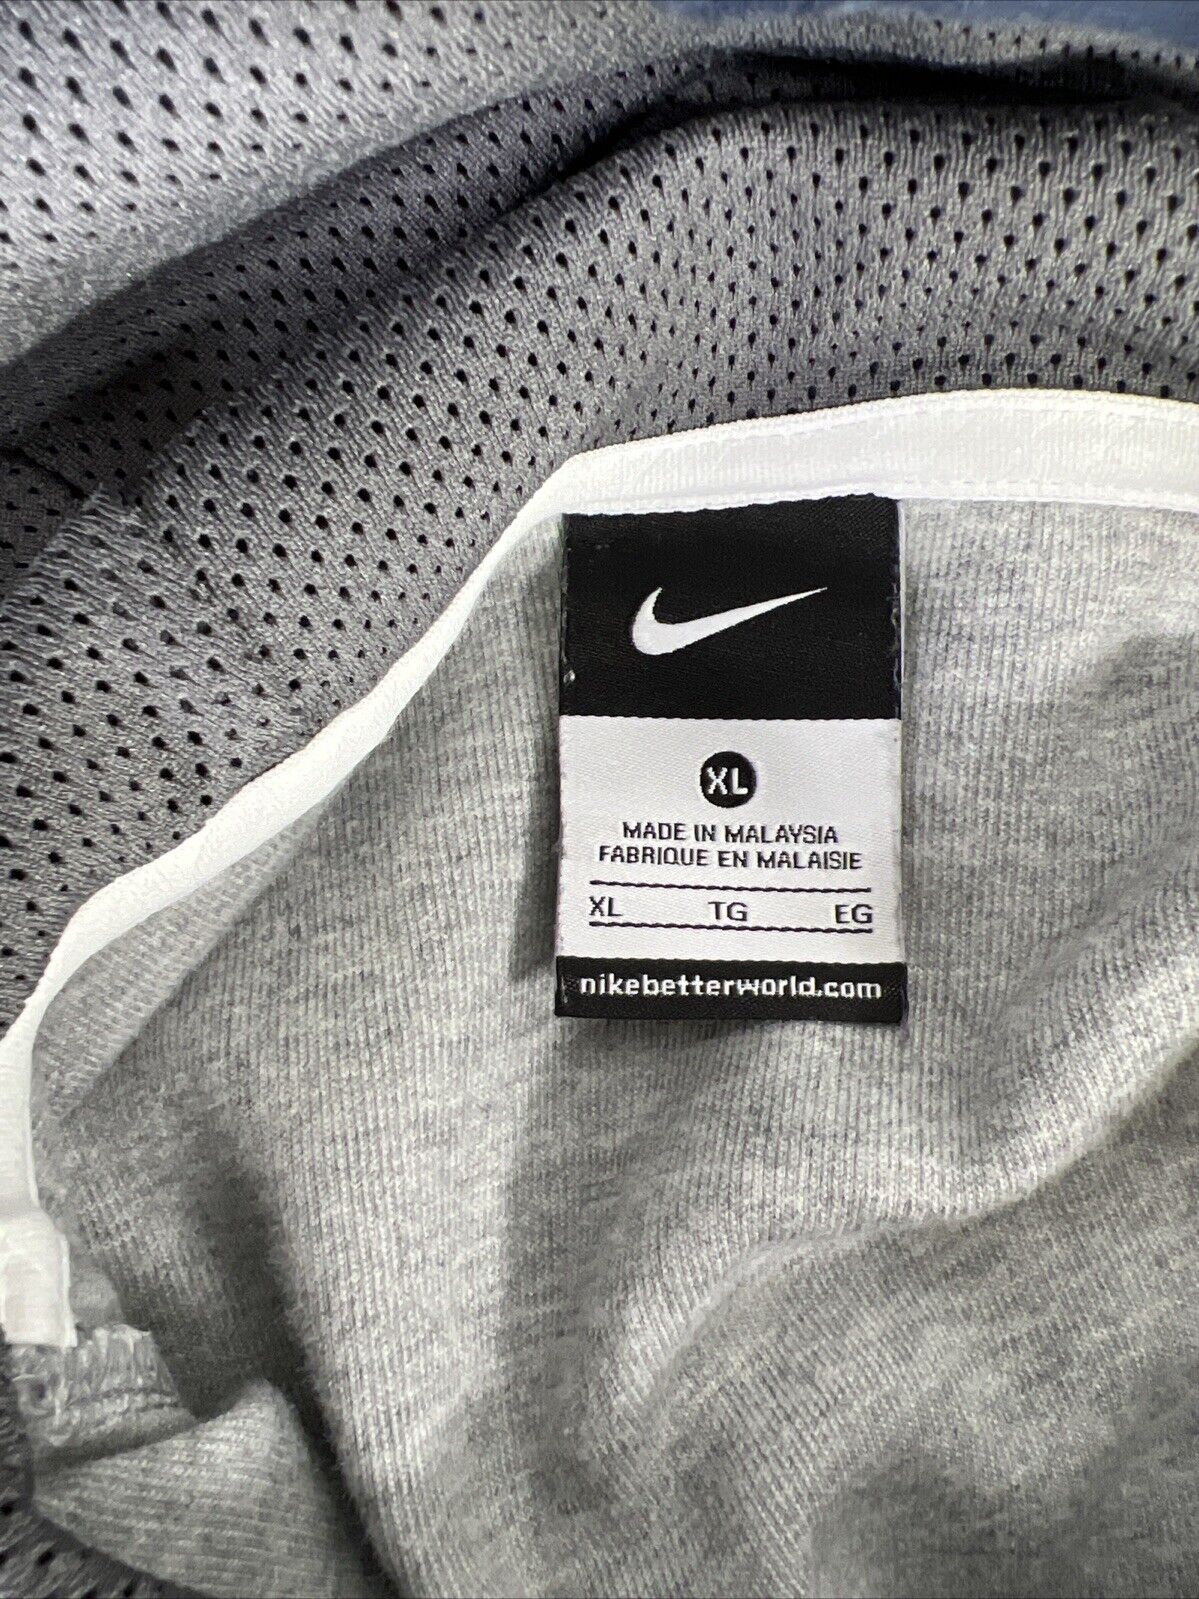 XL
MADE IN MALAYSIA
FABRIQUE EN MALAISIE
XL TG EG
nikebetterworld.com